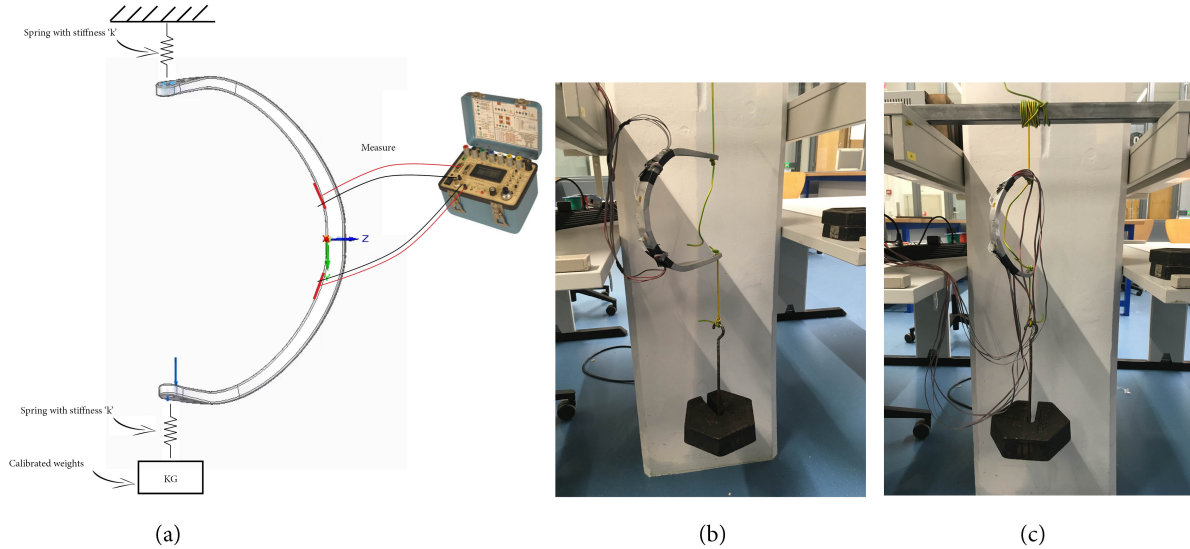 Spring with stiffness ‘k’
Measure
Z
Spring with stiffness ‘k’
Calibrated weights
KG
(a)
(b)
(c)